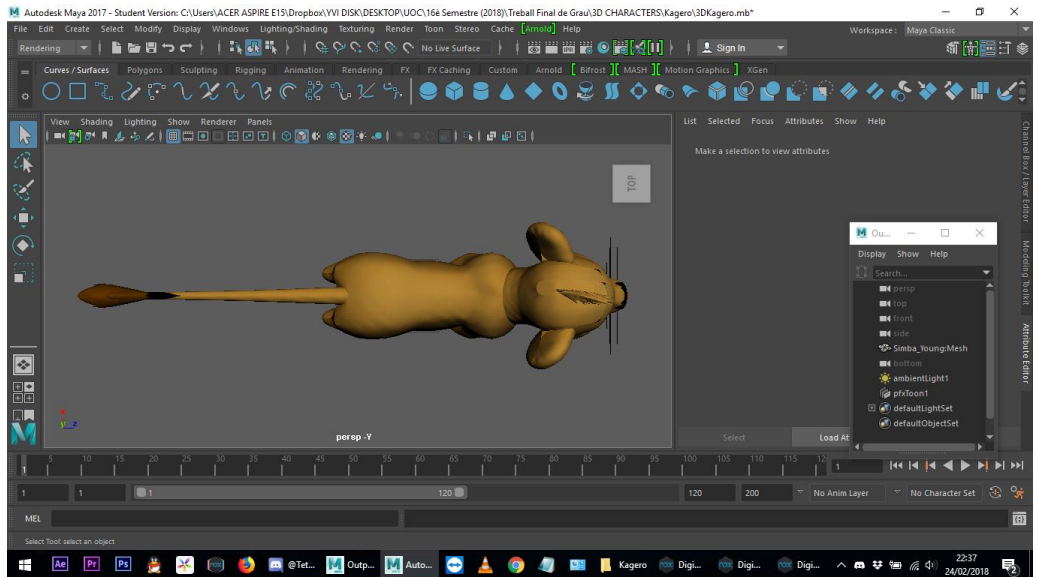 Autodesk Maya 2017 - Student Version: C:\Users\ACER ASPIRE E15\Dropbox\YVI DISK\DESKTOP\UOC\16è Semestre (2018)\Treball Final de Grau\3D CHARACTERS\Kagero\3DKagero.mb*
File Edit Create Select Modify Display Windows Lighting/Shading Texturing Render Toon Stereo Cache [Arnold] Help Workspace: Maya Classic
Rendering No Live Surface Sign In
Curves / Surfaces Polygons Sculpting Rigging Animation Rendering FX FX Caching Custom Arnold [ Bifrost ][ MASH ][ Motion Graphics ] XGen
View Shading Lighting Show Renderer Panels
List Selected Focus Attributes Show Help
Make a selection to view attributes
Channel Box / Layer Editor
Modeling Toolkit
Attribute Editor
TOP
Ou...
Display Show Help
Search...
persp
top
front
side
Simba_Young:Mesh
bottom
ambientLight1
pfxToon1
defaultLightSet
defaultObjectSet
x
y z
persp -Y
Select Load At
5 10 15 20 25 30 35 40 45 50 55 60 65 70 75 80 85 90 95 100 105 110 115 12
1 1
1 1 1 120 120 200 No Anim Layer No Character Set
MEL
Select Tool: select an object
Ae Pr Ps @Tet... Outp... Auto... Kagero Digi... Digi... Digi... 22:37
24/02/2018